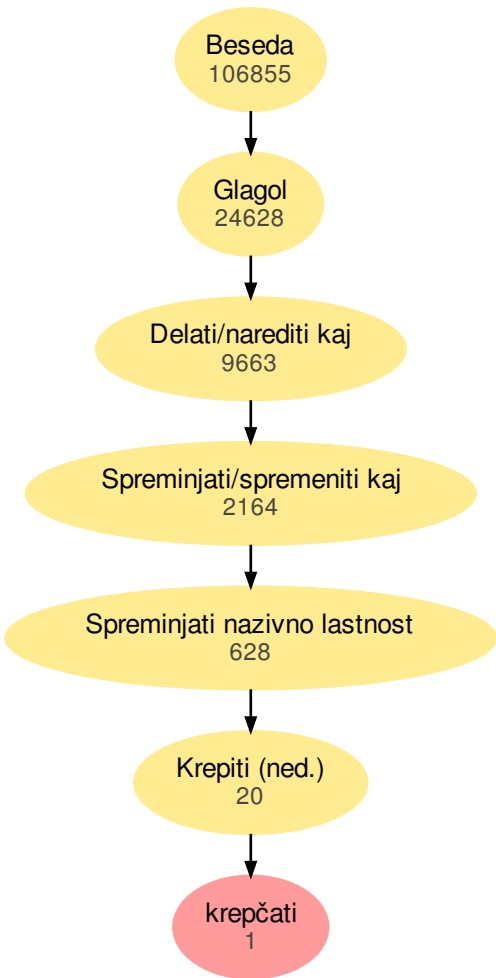 Beseda
106855
Glagol
24628
Delati/narediti kaj
9663
Spreminjati/spremeniti kaj
2164
Spreminjati nazivno lastnost
628
Krepiti (ned.)
20
krepčati
1